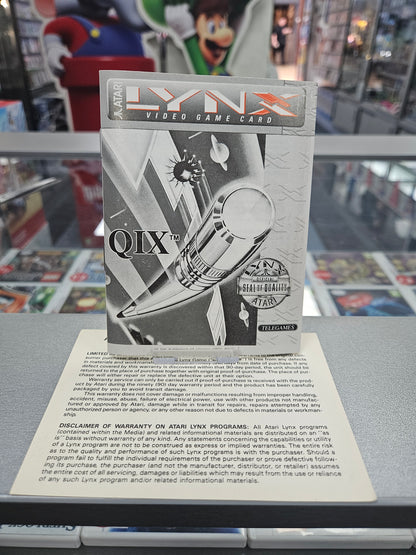 ATARI
LYNX
VIDEO GAME CARD
QIX™
LYNX
OFFICIAL
SEAL OF QUALITY
ATARI
TELEGAMES
LIMITED
defect covered by this warranty is discovered within that 90-day period, the unit should be
returned to the place of purchase together with original proof-of-purchase. The place of pur-
chase will either repair or replace the defective unit at their option.
Warranty service can only be carried out if proof-of-purchase is received with the prod-
uct by Atari during the ninety (90) day warranty period and the product has been carefully
packaged by you to avoid transit damage.
This warranty does not cover damage or malfunctions resulting from improper handling,
accident, misuse, abuse, failure of electrical power, use with other products not manufac-
tured by Atari, damage while in transit for repairs, repairs attempted by any
unauthorized person or agency, or any other reason not due to defects in materials or workman-
ship.
DISCLAIMER OF WARRANTY ON ATARI LYNX PROGRAMS: All Atari Lynx programs
(contained within the Media) and related informational materials are distributed on an "as
is" basis without warranty of any kind. Any statements concerning the capabilities or utility
of a Lynx program are not to be construed as express or implied warranties. The entire risk
as to the quality and performance of such Lynx programs is with the purchaser. Should a
program fail to fulfill the individual requirements of the purchaser or prove defective follow-
ing its purchase, the purchaser (and not the manufacturer, distributor, or retailer) assumes
the entire cost of all servicing, damages or liabilities which may result from the use or reliance
of any such Lynx program and/or related informational materials.